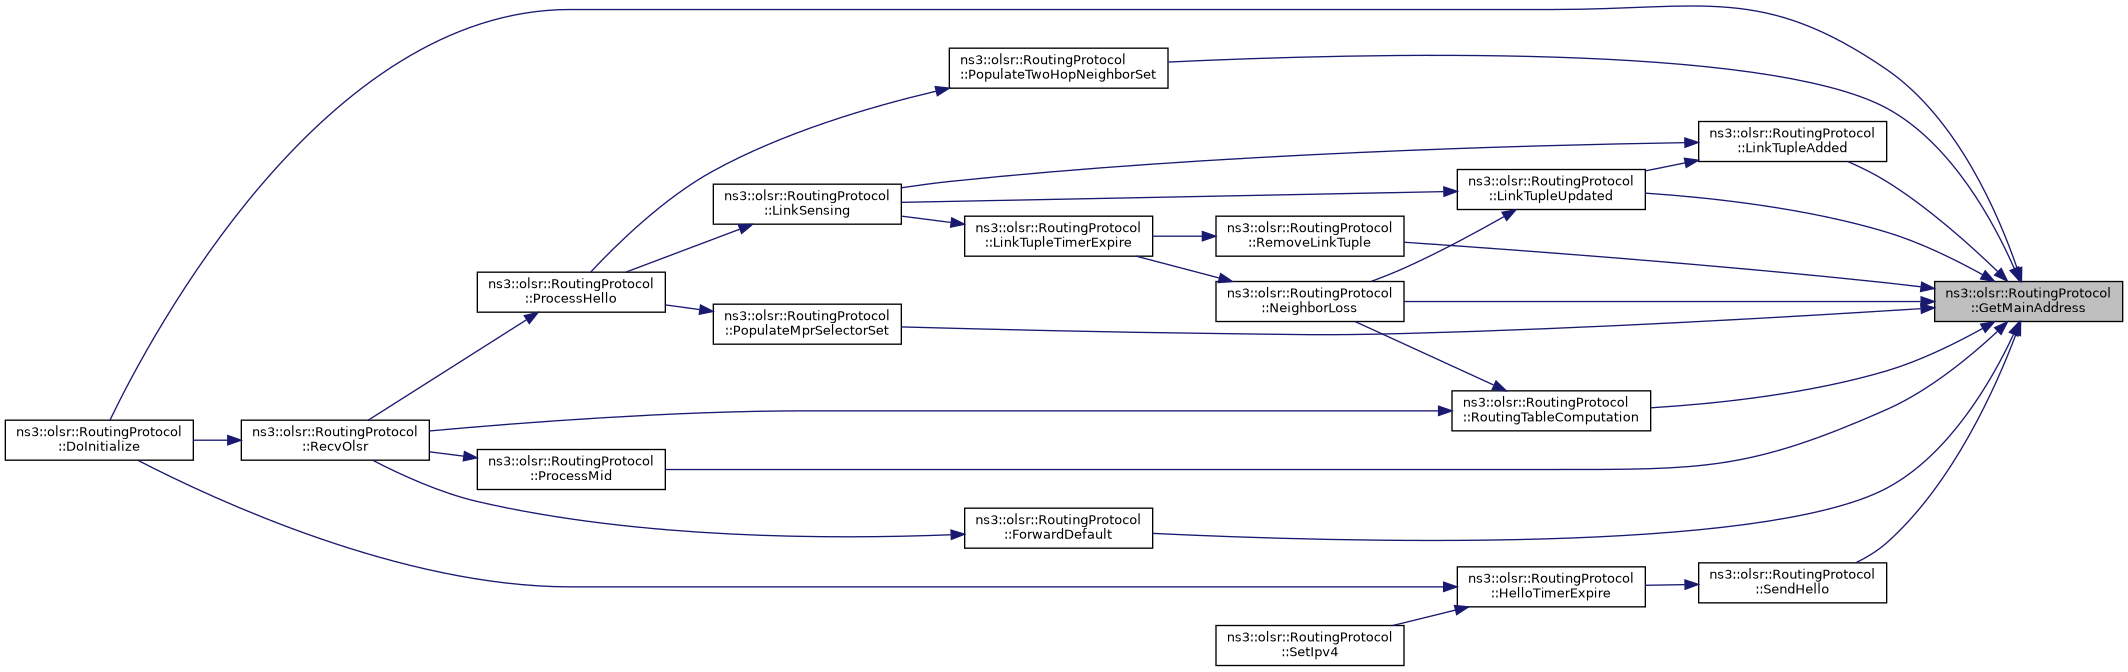 ns3::olsr::RoutingProtocol
::PopulateTwoHopNeighborSet
ns3::olsr::RoutingProtocol
::LinkTupleAdded
ns3::olsr::RoutingProtocol
::LinkTupleUpdated
ns3::olsr::RoutingProtocol
::LinkSensing
ns3::olsr::RoutingProtocol
::LinkTupleTimerExpire
ns3::olsr::RoutingProtocol
::RemoveLinkTuple
ns3::olsr::RoutingProtocol
::ProcessHello
ns3::olsr::RoutingProtocol
::NeighborLoss
ns3::olsr::RoutingProtocol
::GetMainAddress
ns3::olsr::RoutingProtocol
::PopulateMprSelectorSet
ns3::olsr::RoutingProtocol
::RoutingTableComputation
ns3::olsr::RoutingProtocol
::DoInitialize
ns3::olsr::RoutingProtocol
::RecvOlsr
ns3::olsr::RoutingProtocol
::ProcessMid
ns3::olsr::RoutingProtocol
::ForwardDefault
ns3::olsr::RoutingProtocol
::HelloTimerExpire
ns3::olsr::RoutingProtocol
::SendHello
ns3::olsr::RoutingProtocol
::SetIpv4